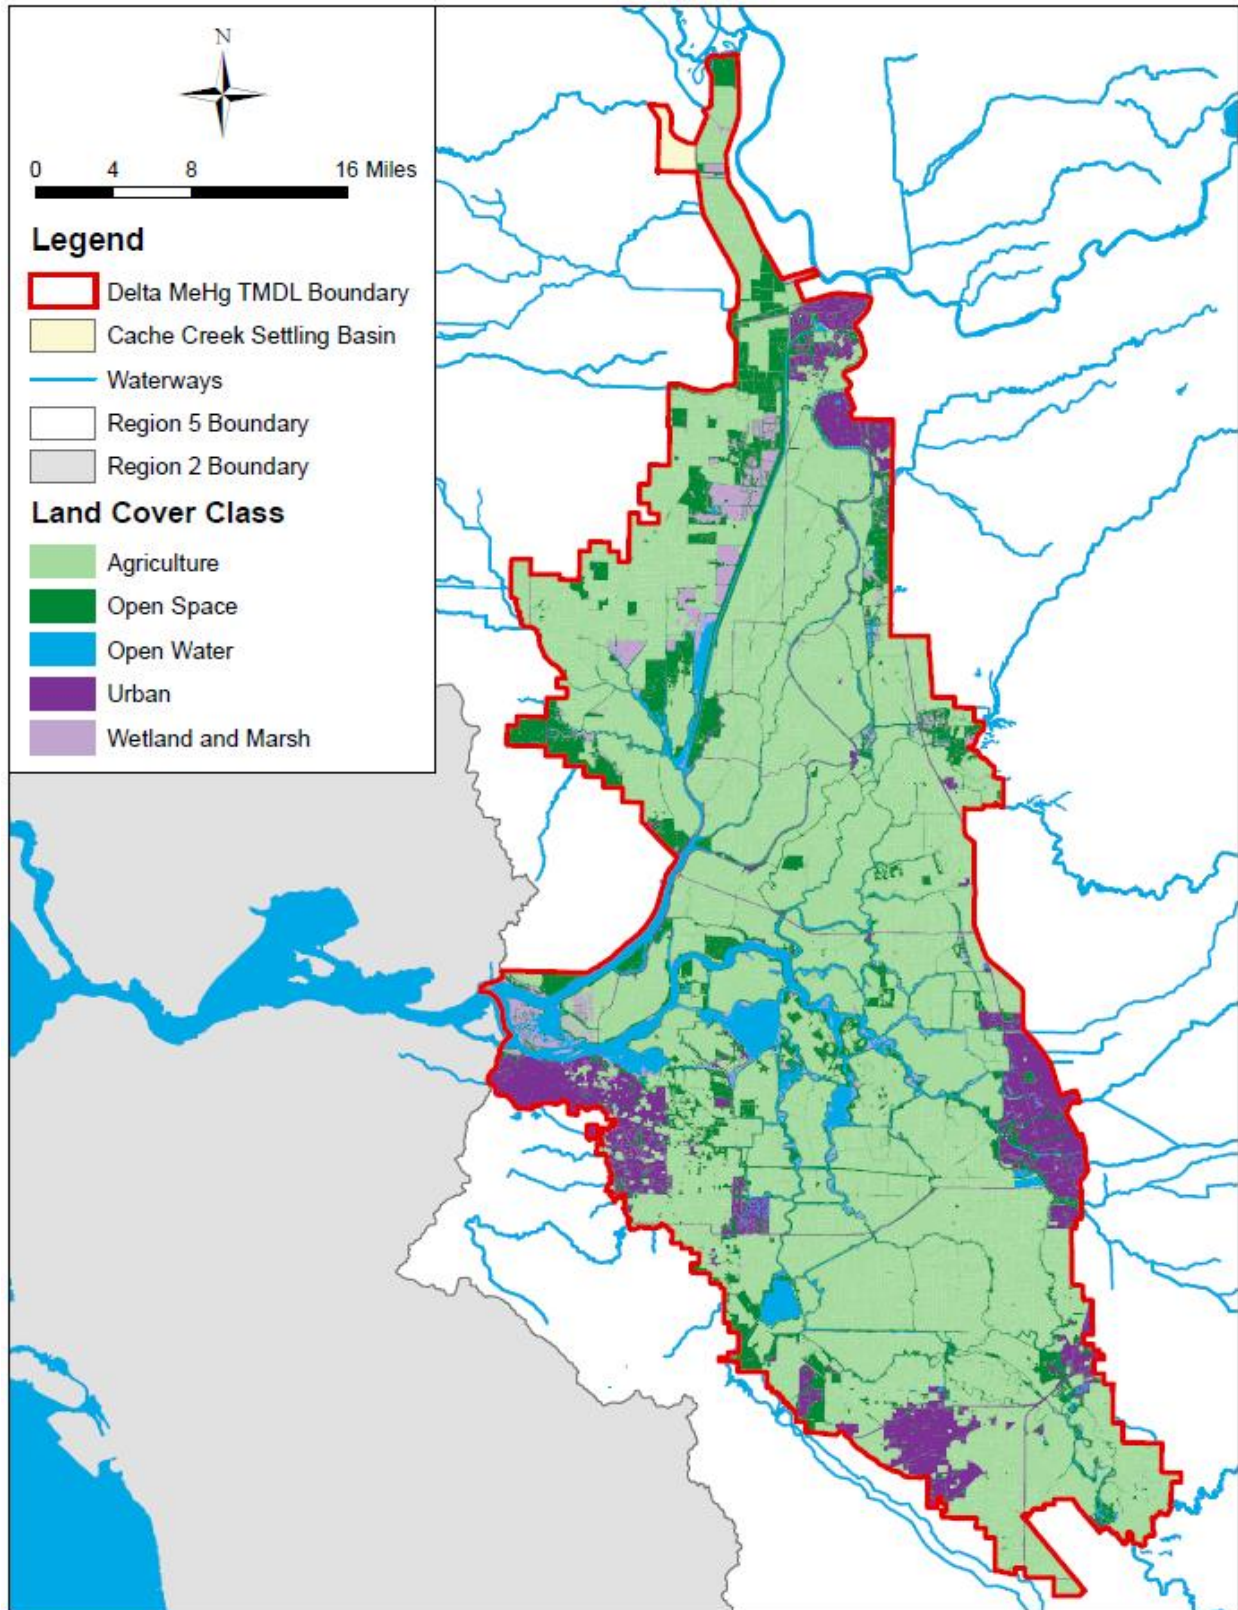 N
0 4 8 16 Miles
Legend
Delta MeHg TMDL Boundary
Cache Creek Settling Basin
Waterways
Region 5 Boundary
Region 2 Boundary
Land Cover Class
Agriculture
Open Space
Open Water
Urban
Wetland and Marsh